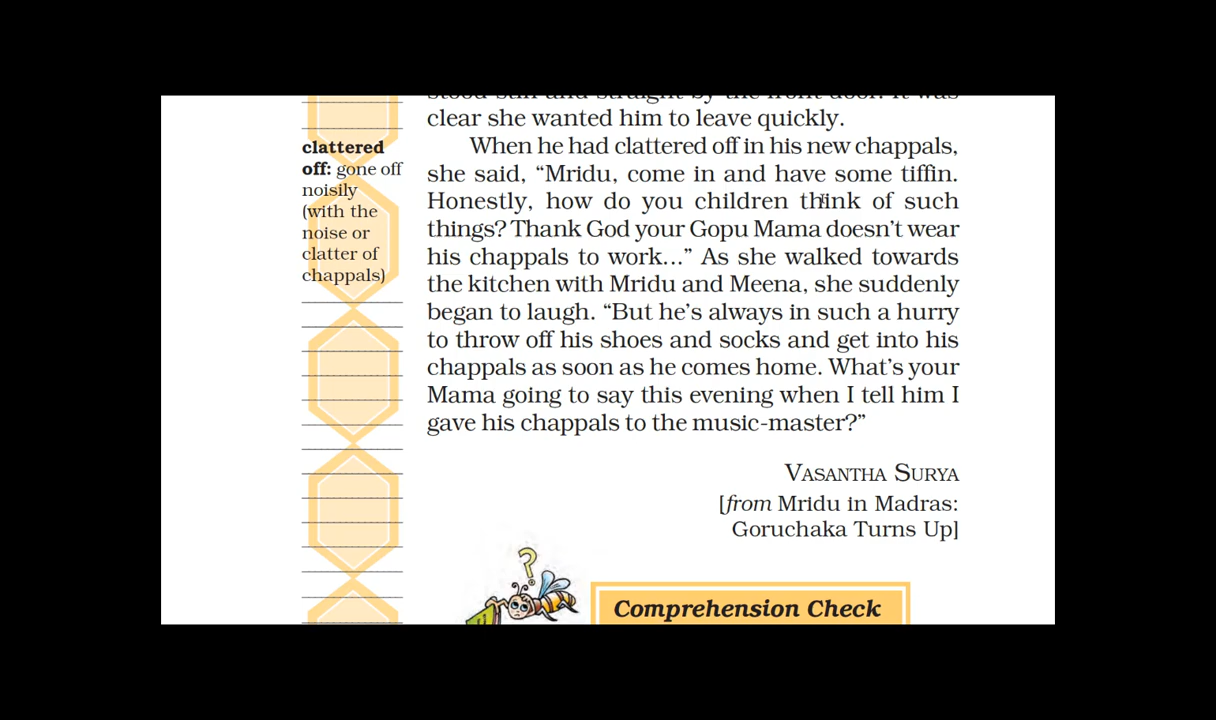 clear she wanted him to leave quickly.
When he had clattered off in his new chappals,
she said, “Mridu, come in and have some tiffin.
Honestly, how do you children think of such
things? Thank God your Gopu Mama doesn’t wear
his chappals to work...” As she walked towards
the kitchen with Mridu and Meena, she suddenly
began to laugh. “But he’s always in such a hurry
to throw off his shoes and socks and get into his
chappals as soon as he comes home. What’s your
Mama going to say this evening when I tell him I
gave his chappals to the music-master?”
VASANTHA SURYA
[from Mridu in Madras:
Goruchaka Turns Up]
clattered
off: gone off
noisily
(with the
noise or
clatter of
chappals)
?
Comprehension Check